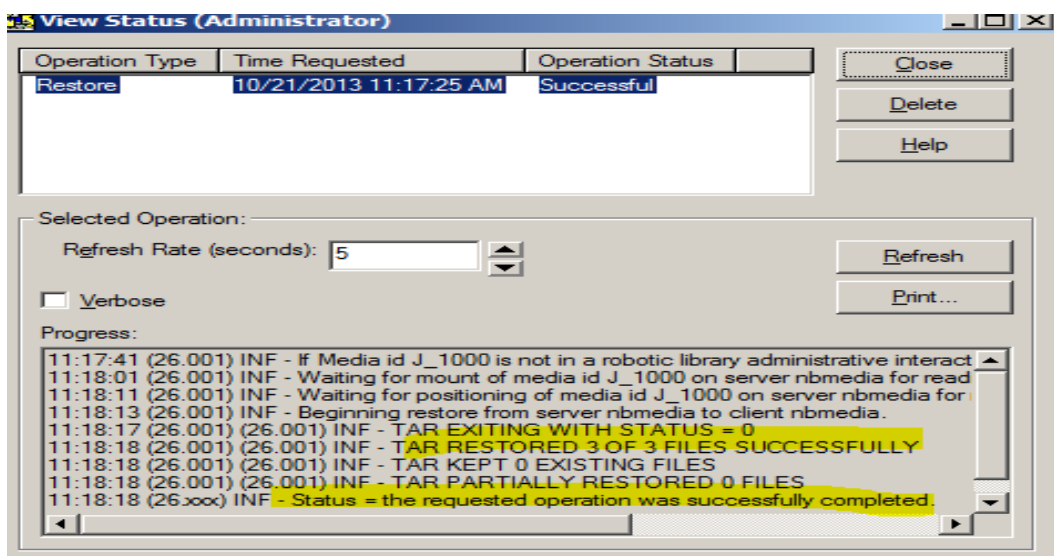 View Status (Administrator)
Operation Type Time Requested Operation Status
Restore 10/21/2013 11:17:25 AM Successful
Close
Delete
Help
Selected Operation:
Refresh Rate (seconds): 5
Refresh
Verbose
Print...
Progress:
11:17:41 (26.001) INF - If Media id J_1000 is not in a robotic library administrative interact
11:18:01 (26.001) INF - Waiting for mount of media id J_1000 on server nbmedia for read
11:18:11 (26.001) INF - Waiting for positioning of media id J_1000 on server nbmedia for
11:18:13 (26.001) INF - Beginning restore from server nbmedia to client nbmedia.
11:18:17 (26.001) (26.001) INF - TAR EXITING WITH STATUS = 0
11:18:18 (26.001) (26.001) INF - TAR RESTORED 3 OF 3 FILES SUCCESSFULLY
11:18:18 (26.001) (26.001) INF - TAR KEPT 0 EXISTING FILES
11:18:18 (26.001) (26.001) INF - TAR PARTIALLY RESTORED 0 FILES
11:18:18 (26.xxx) INF - Status = the requested operation was successfully completed.